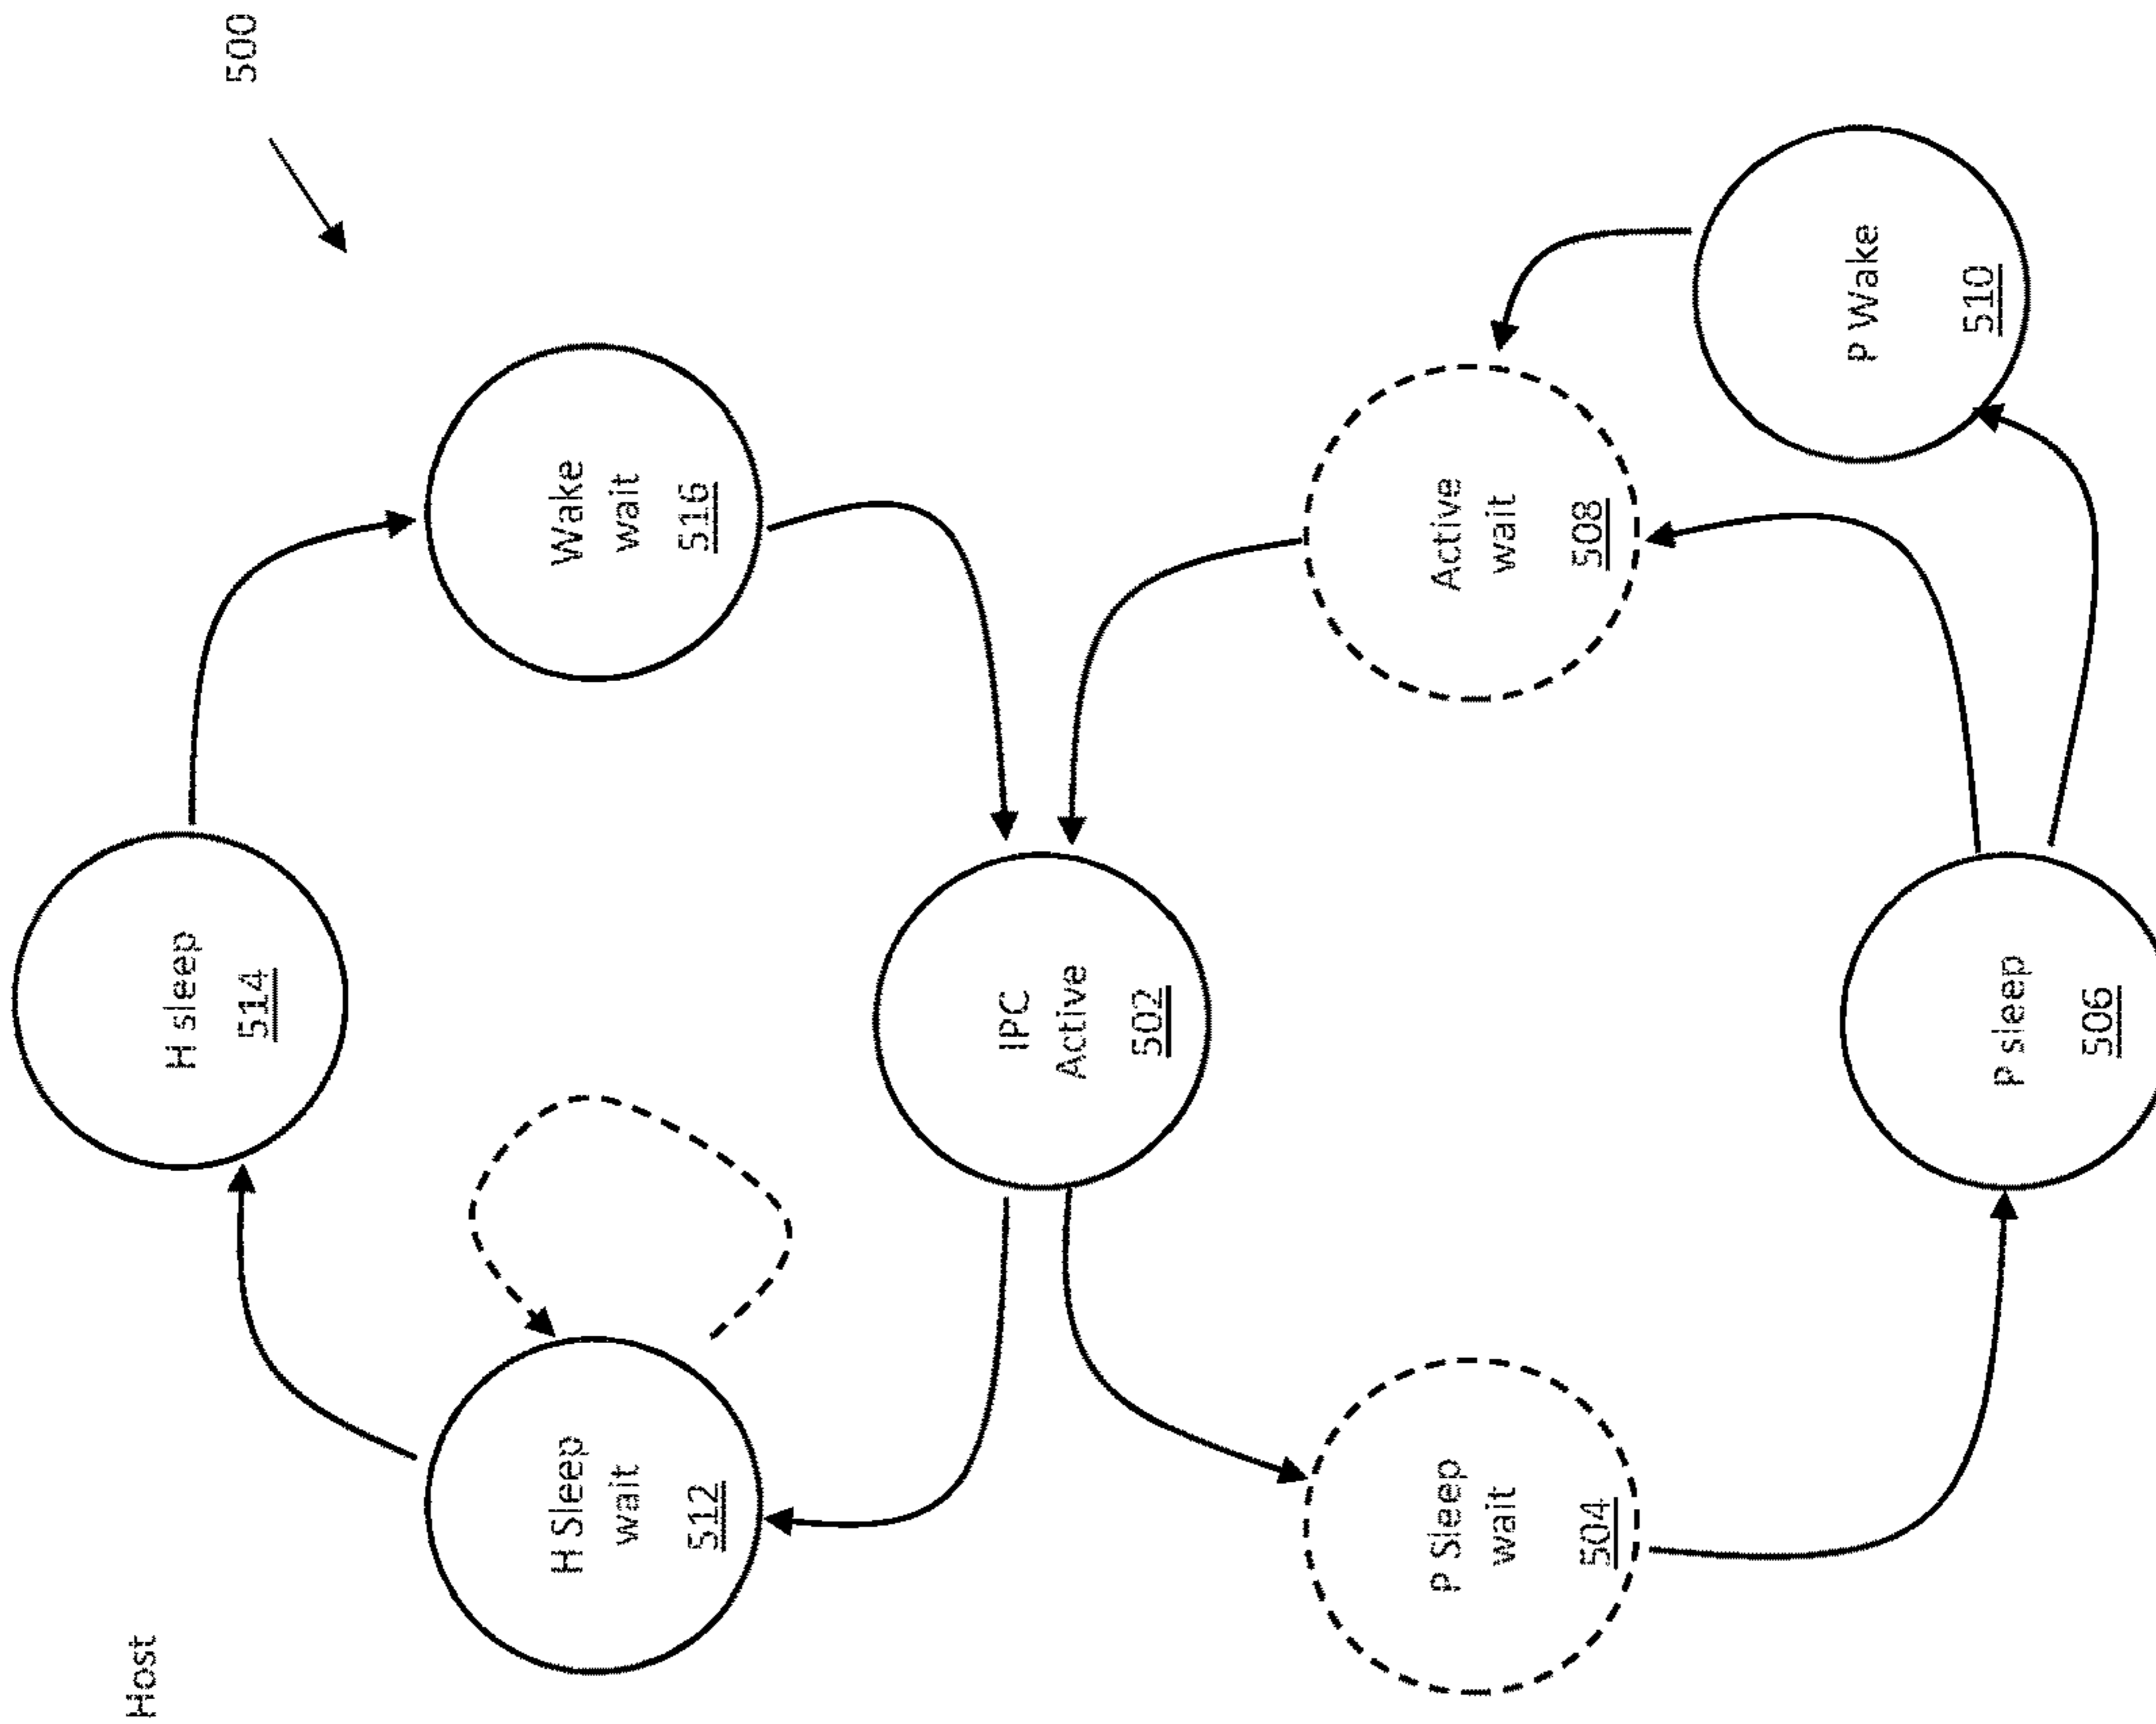 Host
500
H sleep
514
H Sleep
wait
512
Wake
wait
516
IPC
Active
502
P Sleep
wait
504
Active
wait
508
P Wake
510
P sleep
506